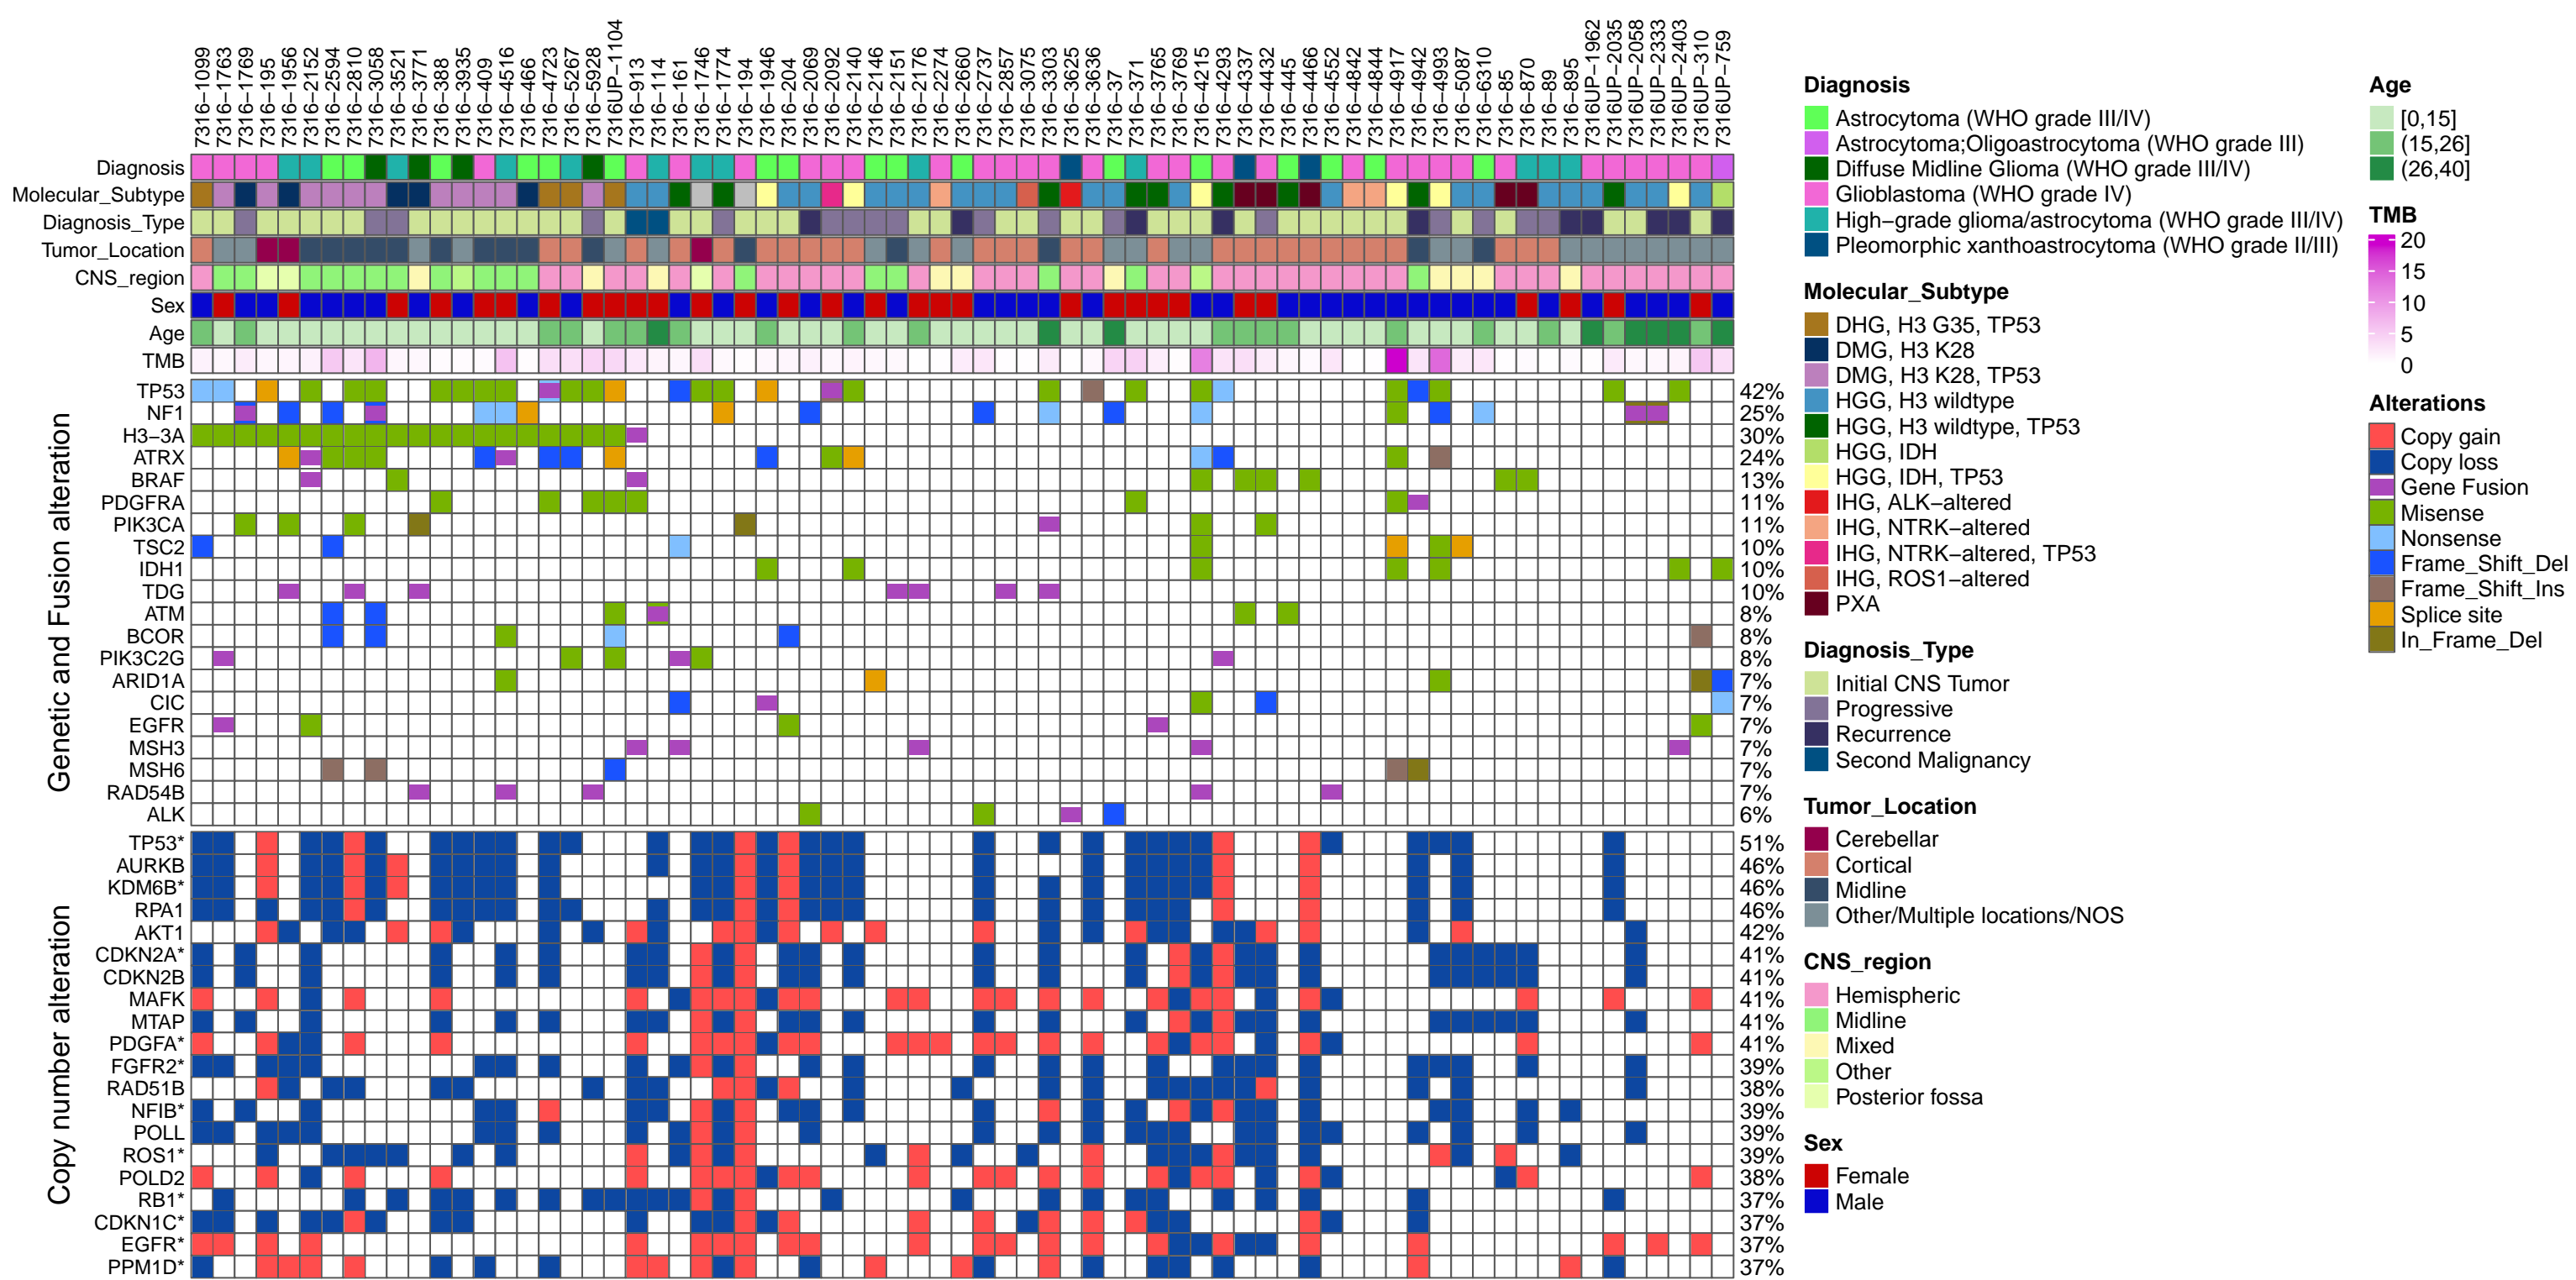 7316-1099
7316-1763
7316-1769
7316-195
7316-1956
7316-2152
7316-2594
7316-2810
7316-3058
7316-3521
7316-3771
7316-388
7316-3935
7316-409
7316-4516
7316-466
7316-4723
7316-5267
7316-5928
7316UP-1104
7316-913
7316-114
7316-161
7316-1746
7316-1774
7316-194
7316-1946
7316-204
7316-2069
7316-2092
7316-2140
7316-2146
7316-2151
7316-2176
7316-2274
7316-2660
7316-2737
7316-2857
7316-3075
7316-3303
7316-3625
7316-3636
7316-37
7316-371
7316-3765
7316-3769
7316-4215
7316-4293
7316-4337
7316-4432
7316-445
7316-4466
7316-4552
7316-4842
7316-4844
7316-4917
7316-4942
7316-4993
7316-5087
7316-6310
7316-85
7316-870
7316-89
7316-895
7316UP-1962
7316UP-2035
7316UP-2058
7316UP-2333
7316UP-2403
7316UP-310
7316UP-759
Diagnosis
Molecular_Subtype
Diagnosis_Type
Tumor_Location
CNS_region
Sex
Age
TMB
Genetic and Fusion alteration
TP53 42%
NF1 25%
H3-3A 30%
ATRX 24%
BRAF 13%
PDGFRA 11%
PIK3CA 11%
TSC2 10%
IDH1 10%
TDG 10%
ATM 8%
BCOR 8%
PIK3C2G 8%
ARID1A 7%
CIC 7%
EGFR 7%
MSH3 7%
MSH6 7%
RAD54B 7%
ALK 6%
Copy number alteration
TP53* 51%
AURKB 46%
KDM6B* 46%
RPA1 46%
AKT1 42%
CDKN2A* 41%
CDKN2B 41%
MAFK 41%
MTAP 41%
PDGFA* 41%
FGFR2* 39%
RAD51B 38%
NFIB* 39%
POLL 39%
ROS1* 39%
POLD2 38%
RB1* 37%
CDKN1C* 37%
EGFR* 37%
PPM1D* 37%
Diagnosis
Astrocytoma (WHO grade III/IV)
Astrocytoma;Oligoastrocytoma (WHO grade III)
Diffuse Midline Glioma (WHO grade III/IV)
Glioblastoma (WHO grade IV)
High-grade glioma/astrocytoma (WHO grade III/IV)
Pleomorphic xanthoastrocytoma (WHO grade II/III)
Molecular_Subtype
DHG, H3 G35, TP53
DMG, H3 K28
DMG, H3 K28, TP53
HGG, H3 wildtype
HGG, H3 wildtype, TP53
HGG, IDH
HGG, IDH, TP53
IHG, ALK-altered
IHG, NTRK-altered
IHG, NTRK-altered, TP53
IHG, ROS1-altered
PXA
Diagnosis_Type
Initial CNS Tumor
Progressive
Recurrence
Second Malignancy
Tumor_Location
Cerebellar
Cortical
Midline
Other/Multiple locations/NOS
CNS_region
Hemispheric
Midline
Mixed
Other
Posterior fossa
Sex
Female
Male
Age
[0,15]
(15,26]
(26,40]
TMB
20
15
10
5
0
Alterations
Copy gain
Copy loss
Gene Fusion
Misense
Nonsense
Frame_Shift_Del
Frame_Shift_Ins
Splice site
In_Frame_Del